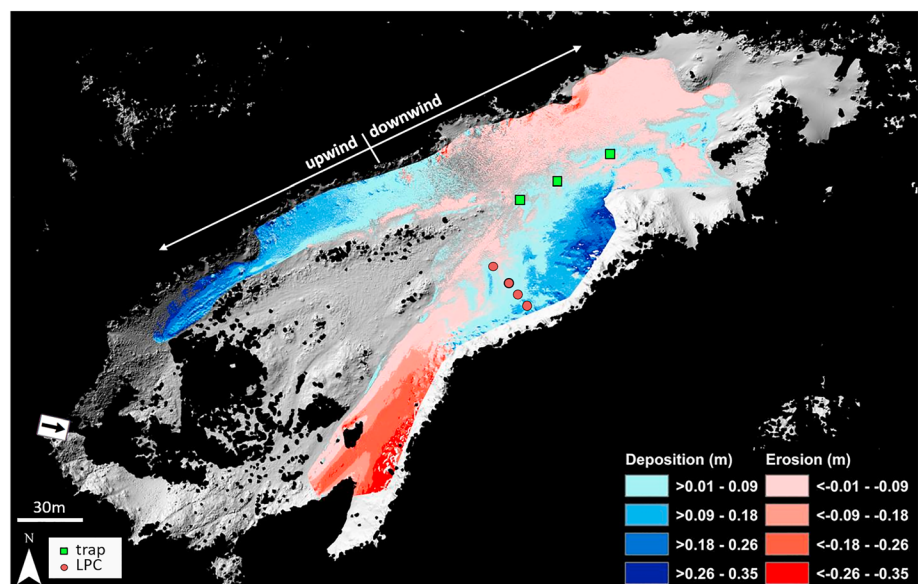 upwind downwind
30m
N
trap
LPC
Deposition (m) Erosion (m)
>0.01 - 0.09 <-0.01 - -0.09
>0.09 - 0.18 <-0.09 - -0.18
>0.18 - 0.26 <-0.18 - -0.26
>0.26 - 0.35 <-0.26 - -0.35